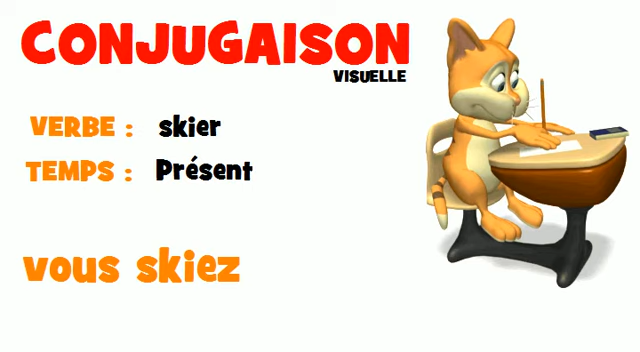 CONJUGAISON
VISUELLE
VERBE : skier
TEMPS : Présent
vous skiez